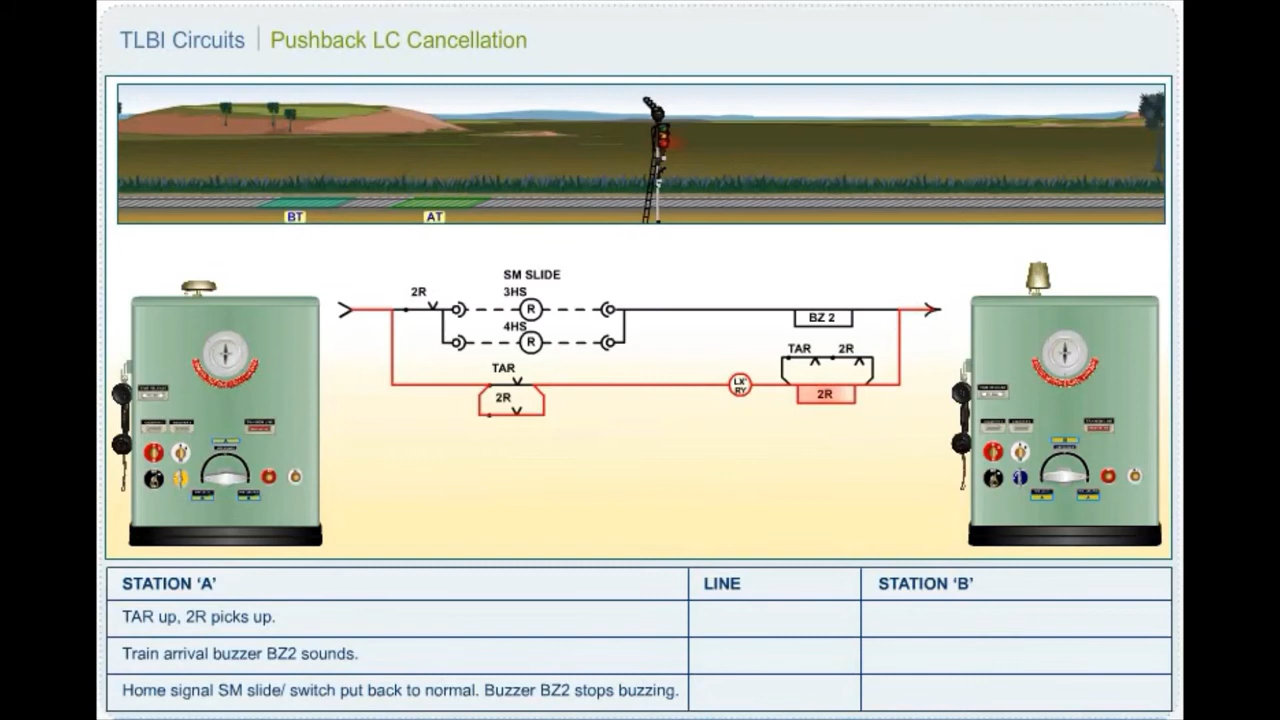 TLBI Circuits | Pushback LC Cancellation
BT
AT
SM SLIDE
2R
3HS
R
4HS
R
BZ 2
TAR
TAR
2R
2R
LX'
RY
2R
STATION ‘A’
LINE
STATION ‘B’
TAR up, 2R picks up.
Train arrival buzzer BZ2 sounds.
Home signal SM slide/ switch put back to normal. Buzzer BZ2 stops buzzing.